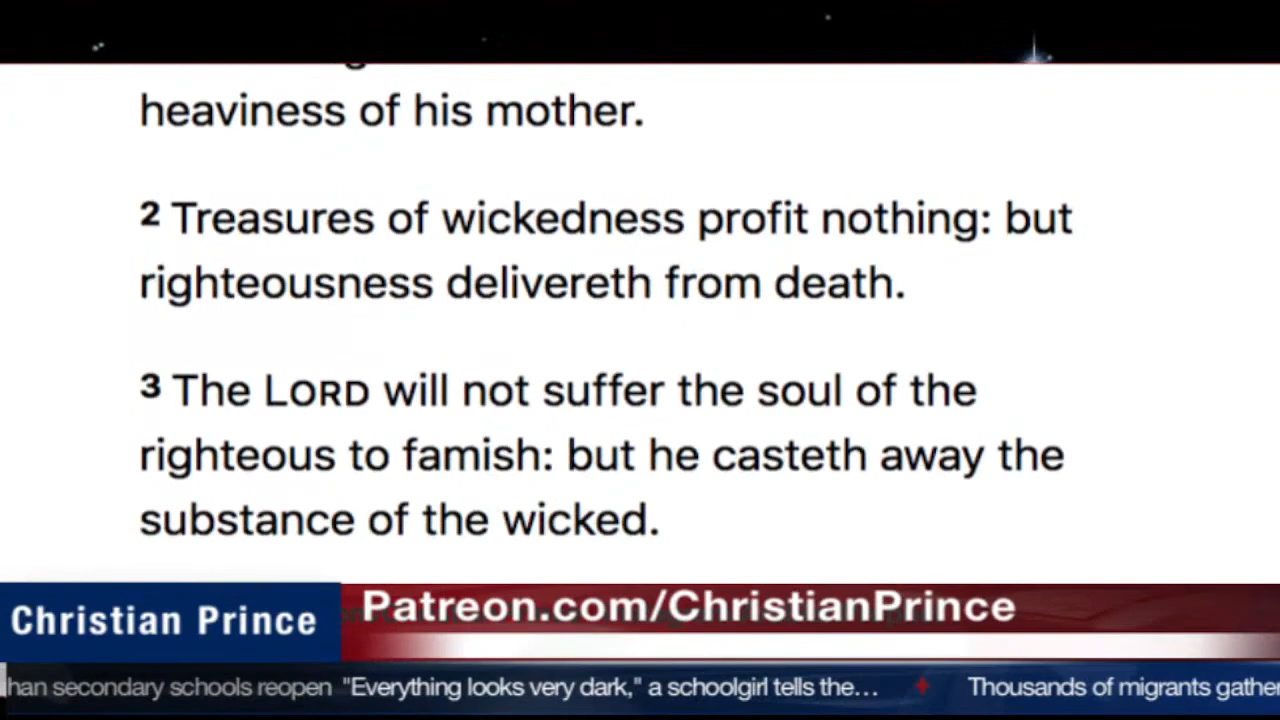 heaviness of his mother.
2 Treasures of wickedness profit nothing: but
righteousness delivereth from death.
3 The LORD will not suffer the soul of the
righteous to famish: but he casteth away the
substance of the wicked.
Christian Prince
Patreon.com/ChristianPrince
han secondary schools reopen "Everything looks very dark," a schoolgirl tells the... Thousands of migrants gather